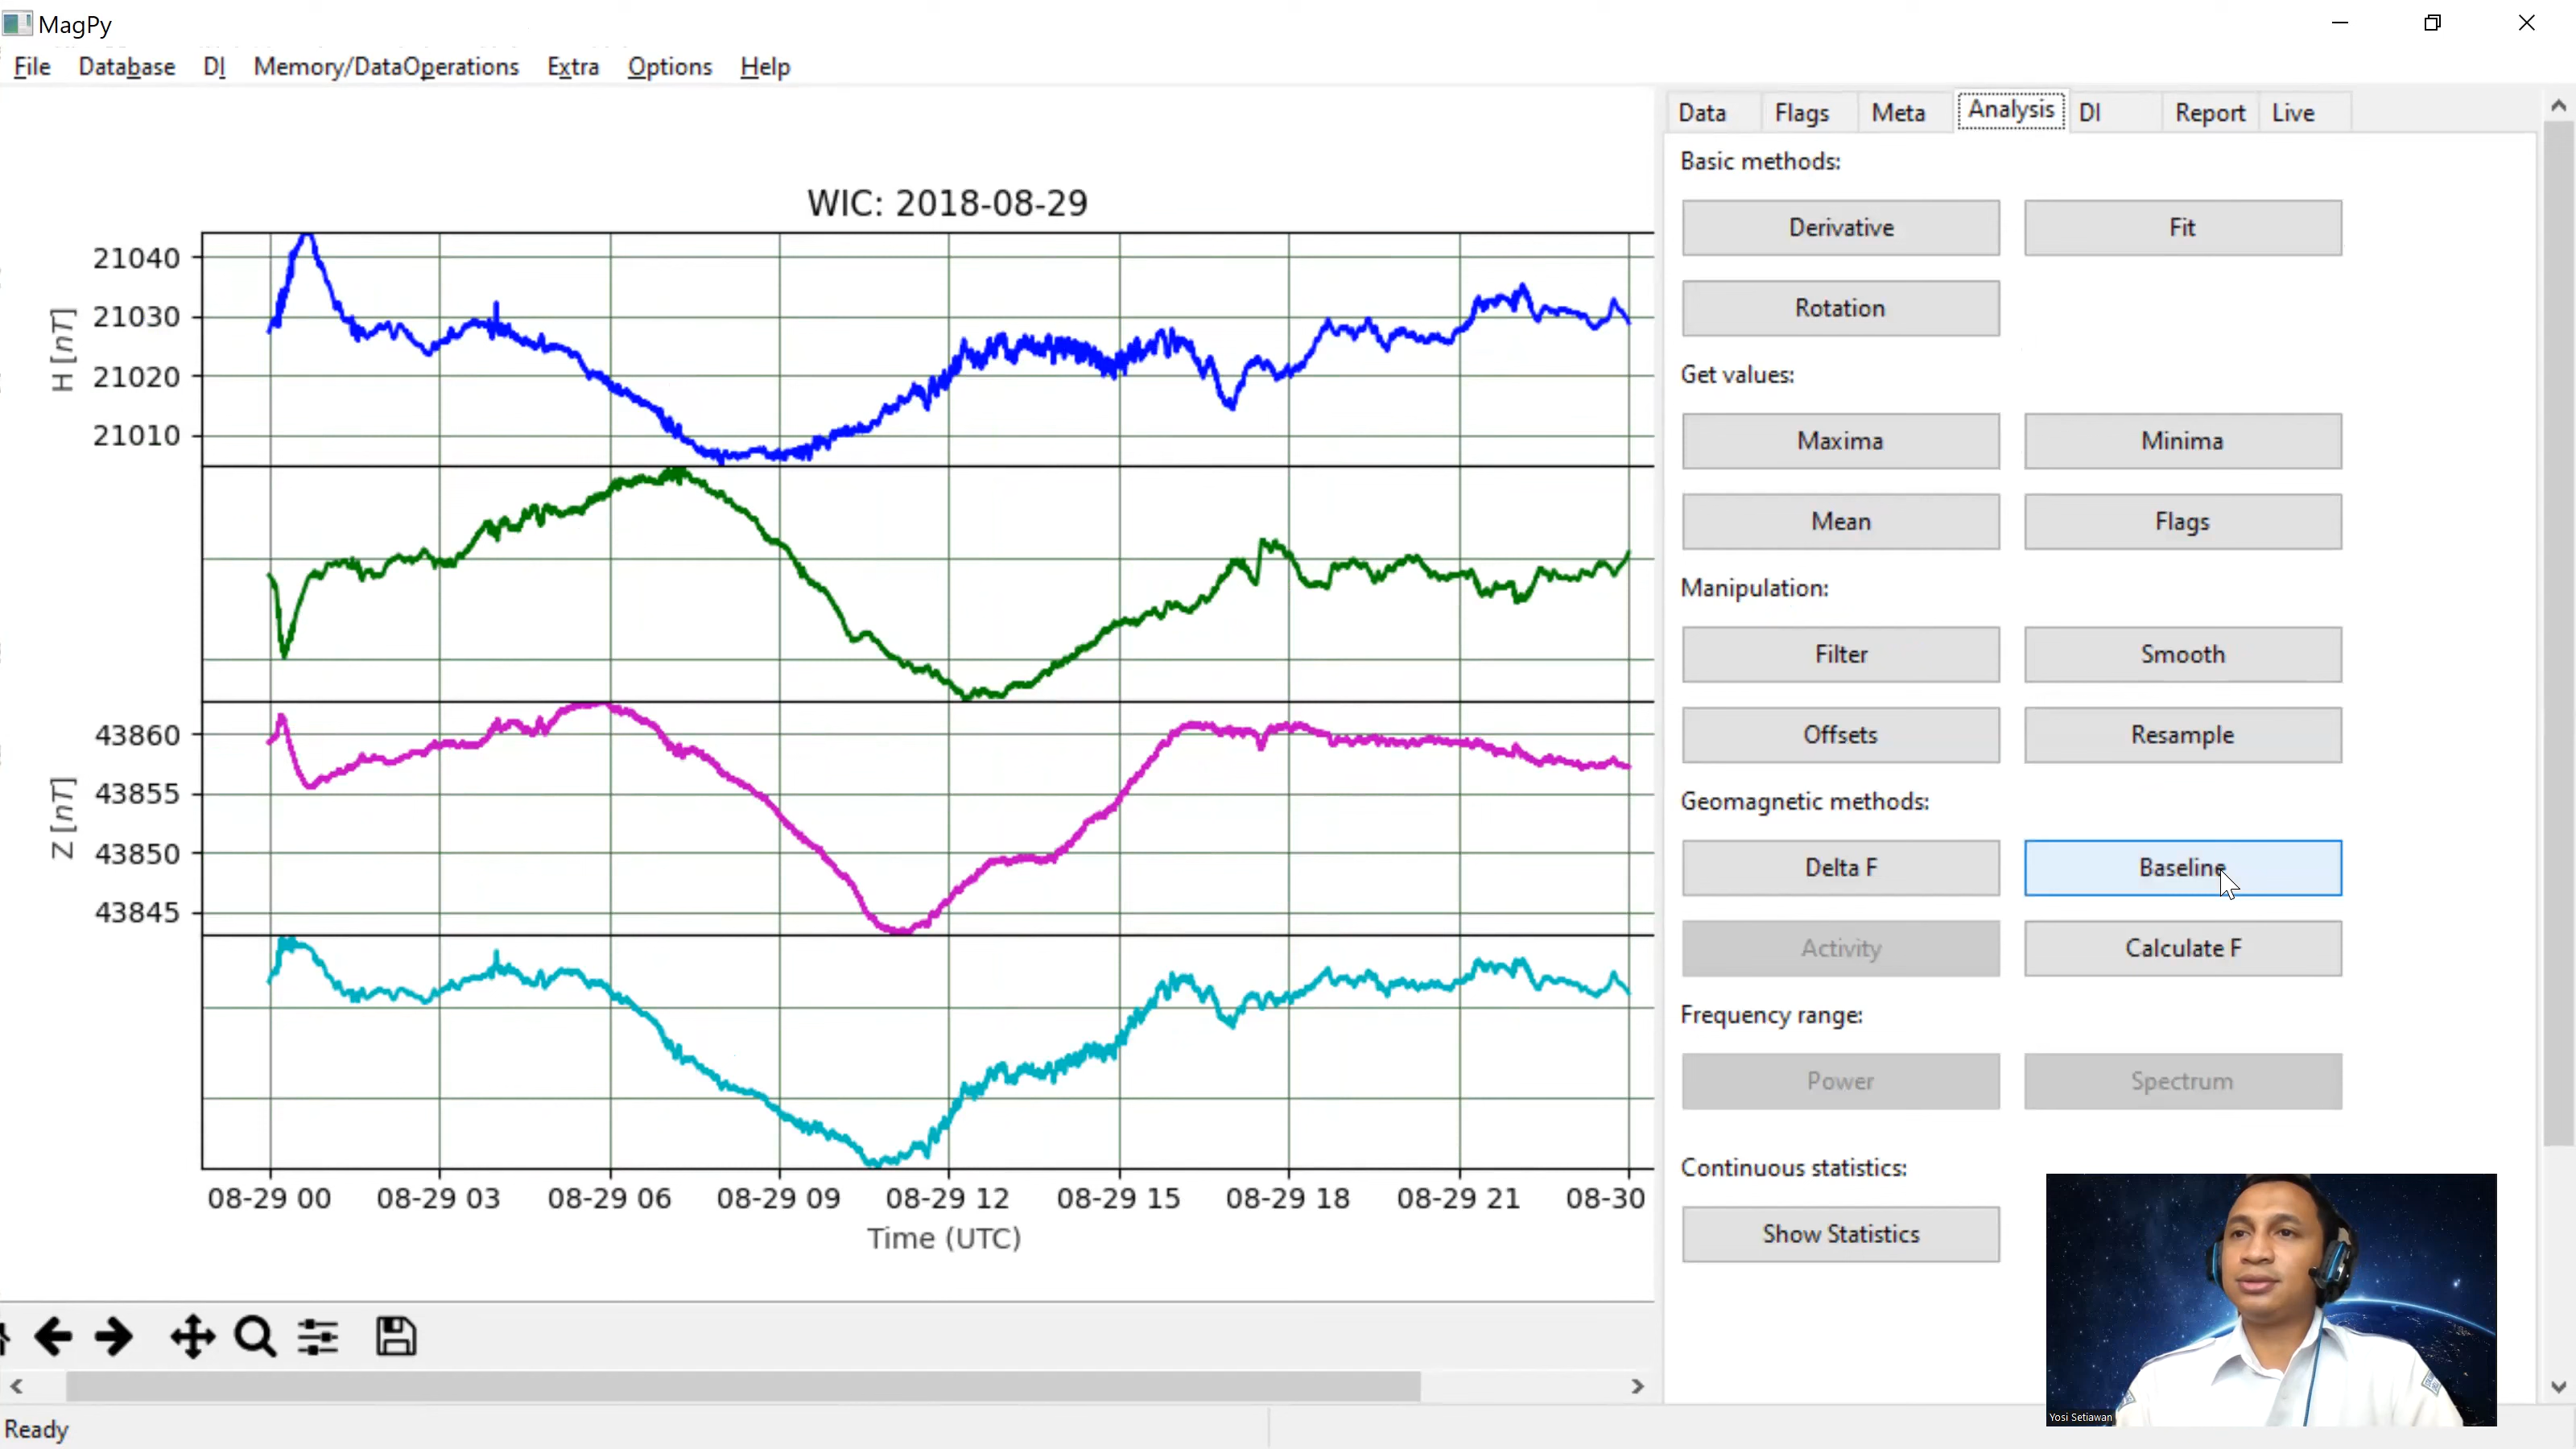 MagPy
File Database DI Memory/DataOperations Extra Options Help
Data Flags Meta Analysis DI Report Live
WIC: 2018-08-29
21040
21030
21020
21010
H [nT]
43860
43855
43850
43845
Z [nT]
08-29 00 08-29 03 08-29 06 08-29 09 08-29 12 08-29 15 08-29 18 08-29 21 08-30
Time (UTC)
Basic methods:
Derivative Fit
Rotation
Get values:
Maxima Minima
Mean Flags
Manipulation:
Filter Smooth
Offsets Resample
Geomagnetic methods:
Delta F Baseline
Activity Calculate F
Frequency range:
Power Spectrum
Continuous statistics:
Show Statistics
Yosi Setiawan
Ready